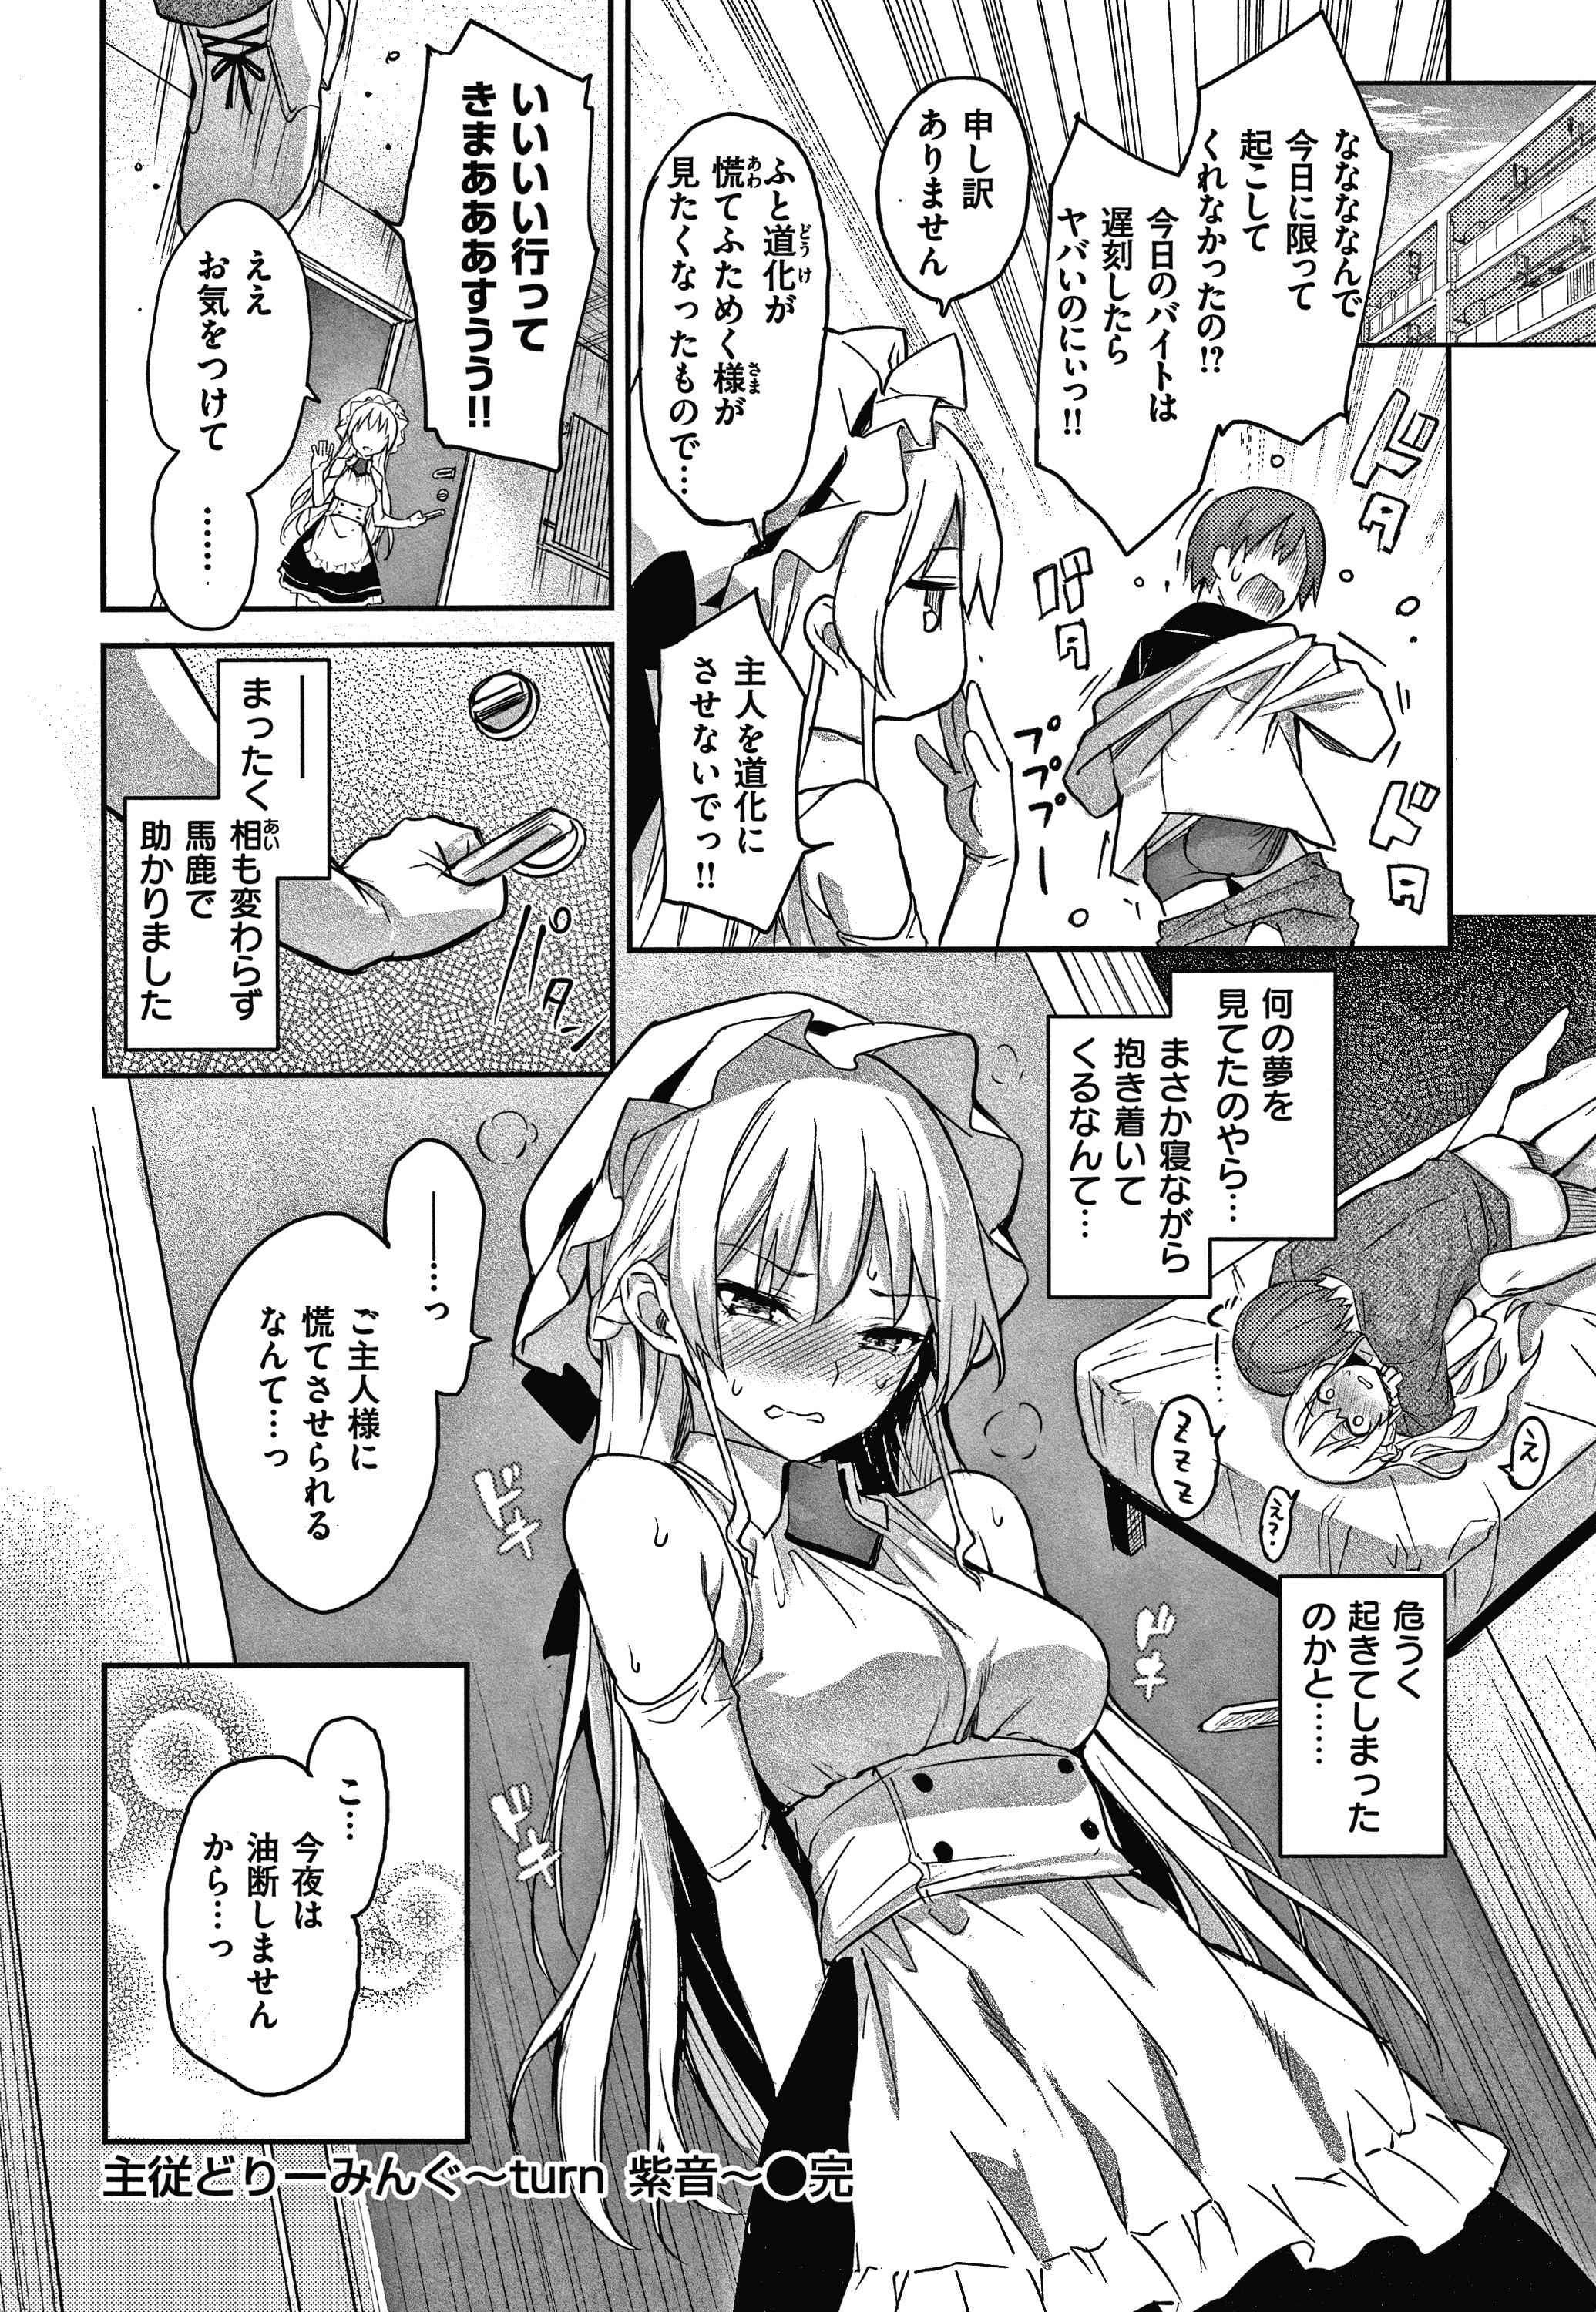 なななななんで
今日に限って
起こして
くれなかったの!?
今日のバイトは
遅刻したら
ヤバいのにぃっ!!
申し訳
ありません
ふと道化が
慌てふためく様が
見たくなったもので…
主人を道化に
させないでっ!!
ドタ
ドタ
ドタ
ププププー
いいいい行って
きまああああすうう!!
ええ
お気をつけて
……
パタン
――
まったく
相も変わらず
馬鹿で
助かりました
何の夢を
見てたのやら…
まさか寝ながら
抱き着いて
くるなんて…
ZZZ
え?
え
危うく
起きてしまった
のかと……
――…っ
ご主人様に
慌てさせられる
なんて…っ
ドキ
ドキ
ドキ
こ…
今夜は
油断しません
から…っ
主従どりーみんぐ～turn 紫音～●完